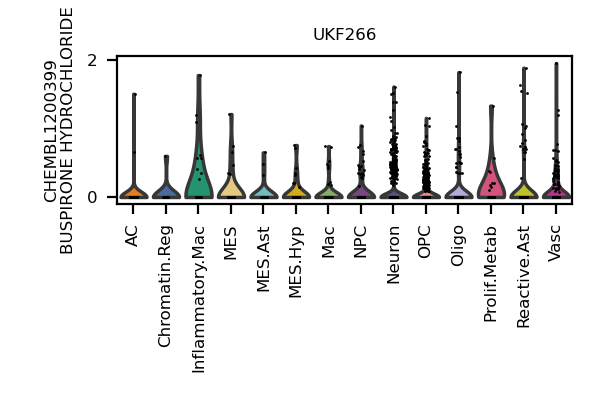 UKF266
CHEMBL1200399
BUSPIRONE HYDROCHLORIDE
2
0
AC
Chromatin.Reg
Inflammatory.Mac
MES
MES.Ast
MES.Hyp
Mac
NPC
Neuron
OPC
Oligo
Prolif.Metab
Reactive.Ast
Vasc